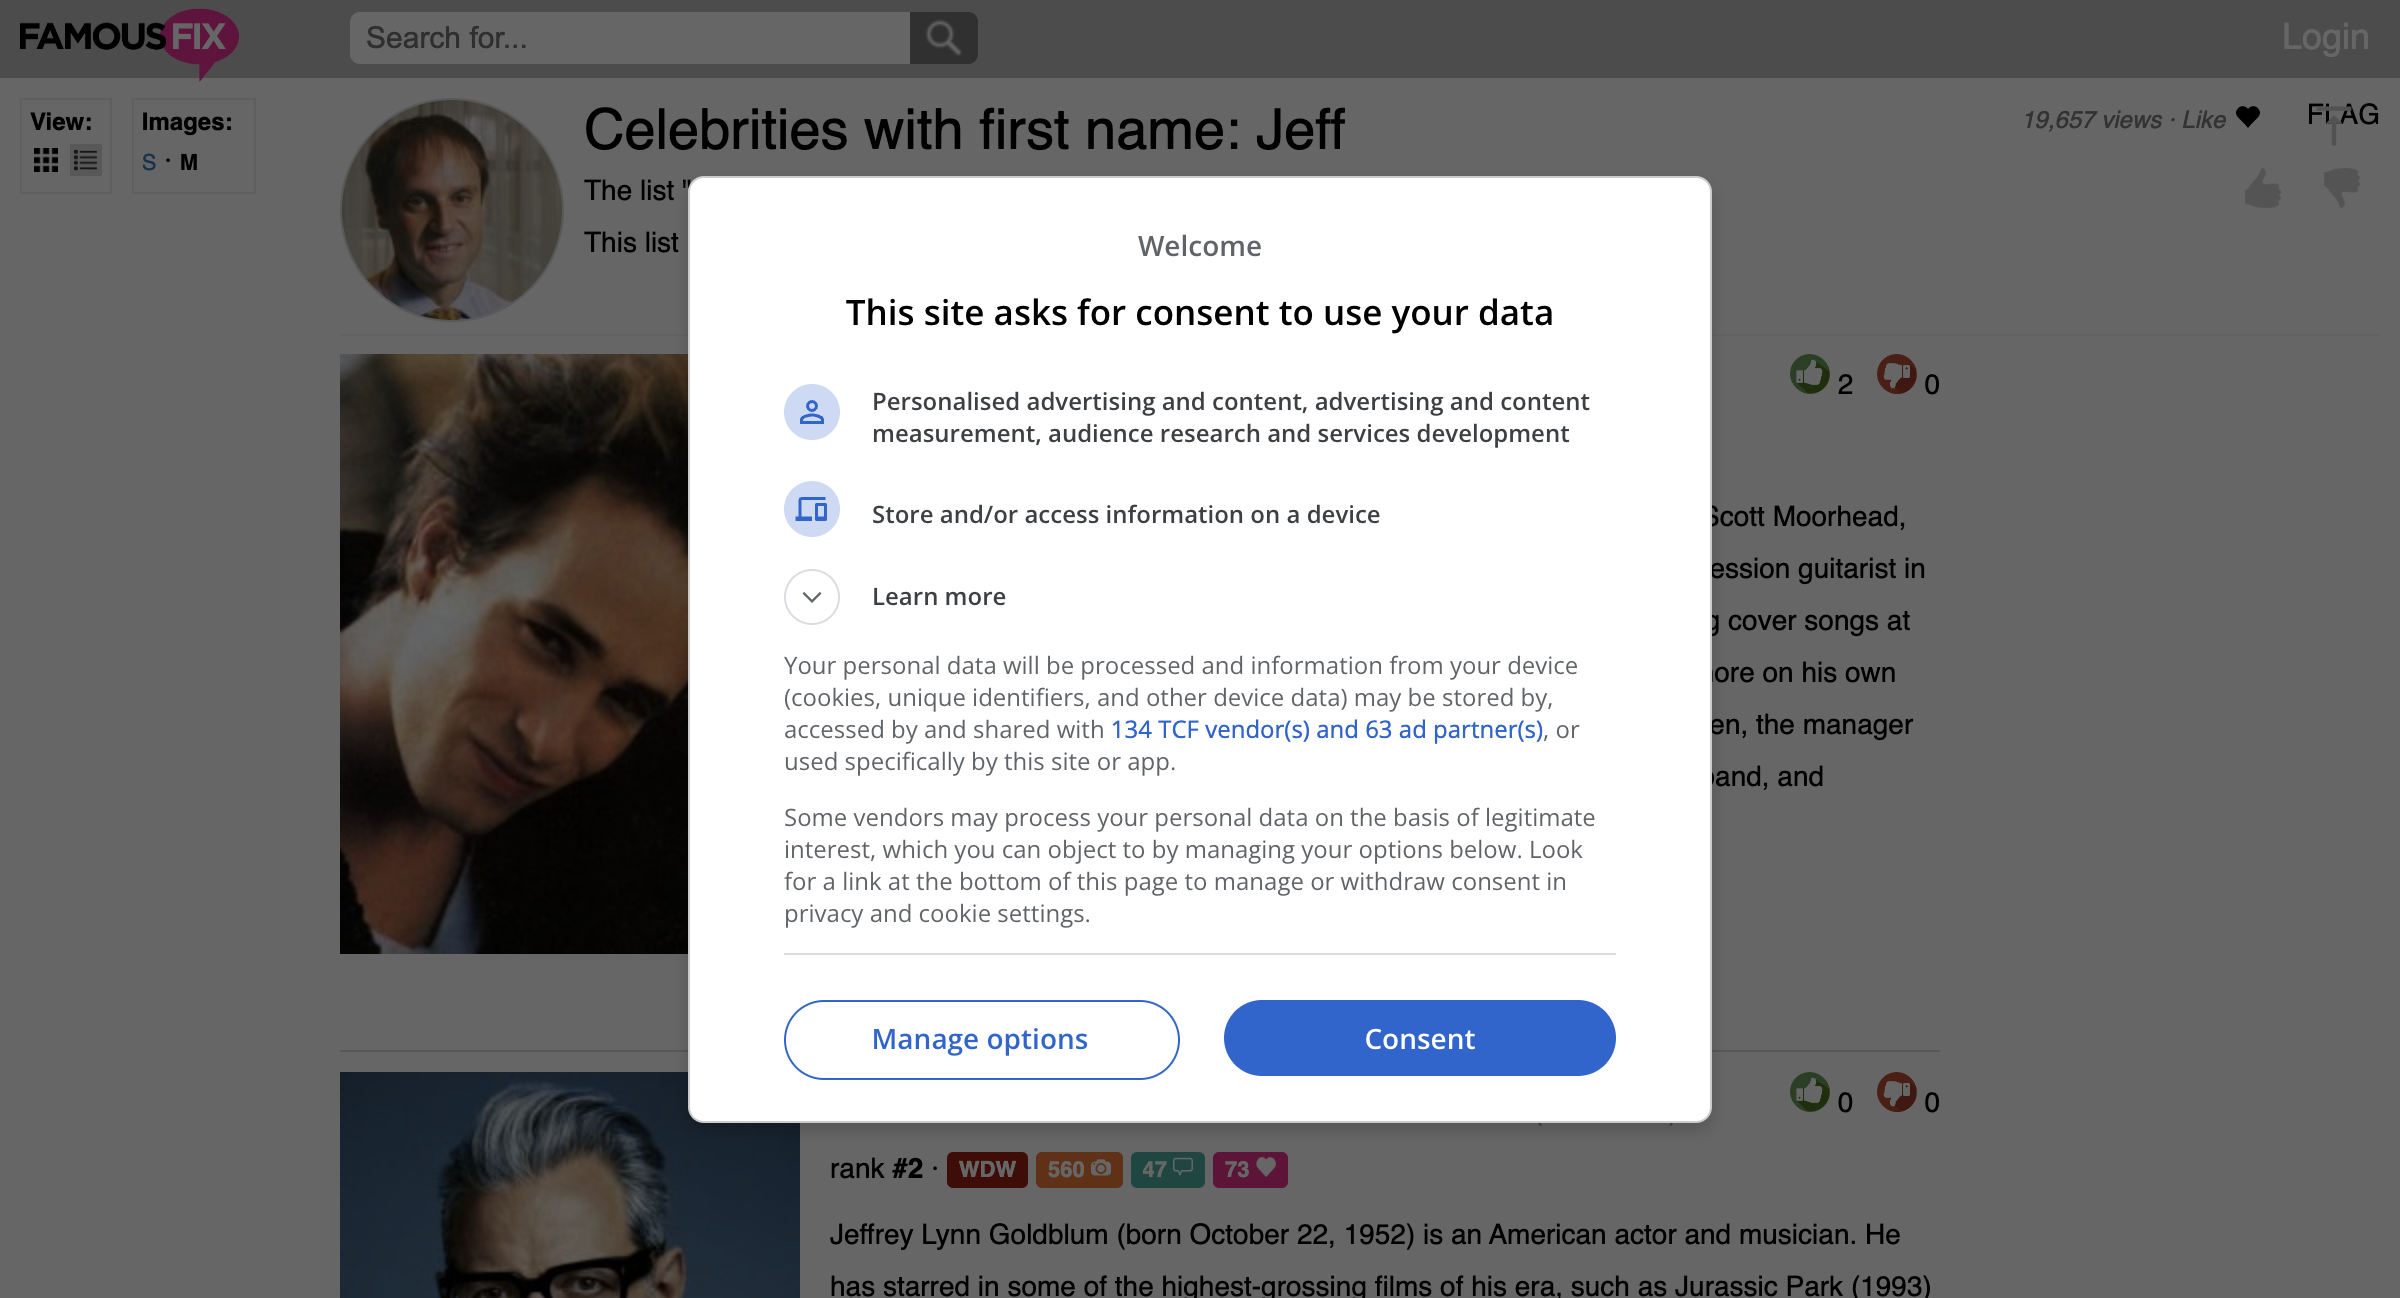 FAMOUSFIX
Search for...
Login
View:
Images:
S · M
Celebrities with first name: Jeff
19,657 views · Like
FLAG
The list "
This list
Welcome
This site asks for consent to use your data
Personalised advertising and content, advertising and content
measurement, audience research and services development
Store and/or access information on a device
Learn more
Your personal data will be processed and information from your device
(cookies, unique identifiers, and other device data) may be stored by,
accessed by and shared with 134 TCF vendor(s) and 63 ad partner(s), or
used specifically by this site or app.
Some vendors may process your personal data on the basis of legitimate
interest, which you can object to by managing your options below. Look
for a link at the bottom of this page to manage or withdraw consent in
privacy and cookie settings.
Manage options
Consent
2 0
Scott Moorhead,
ession guitarist in
g cover songs at
ore on his own
en, the manager
and, and
0 0
rank #2 · WDW 560 47 73
Jeffrey Lynn Goldblum (born October 22, 1952) is an American actor and musician. He
has starred in some of the highest-grossing films of his era, such as Jurassic Park (1993)